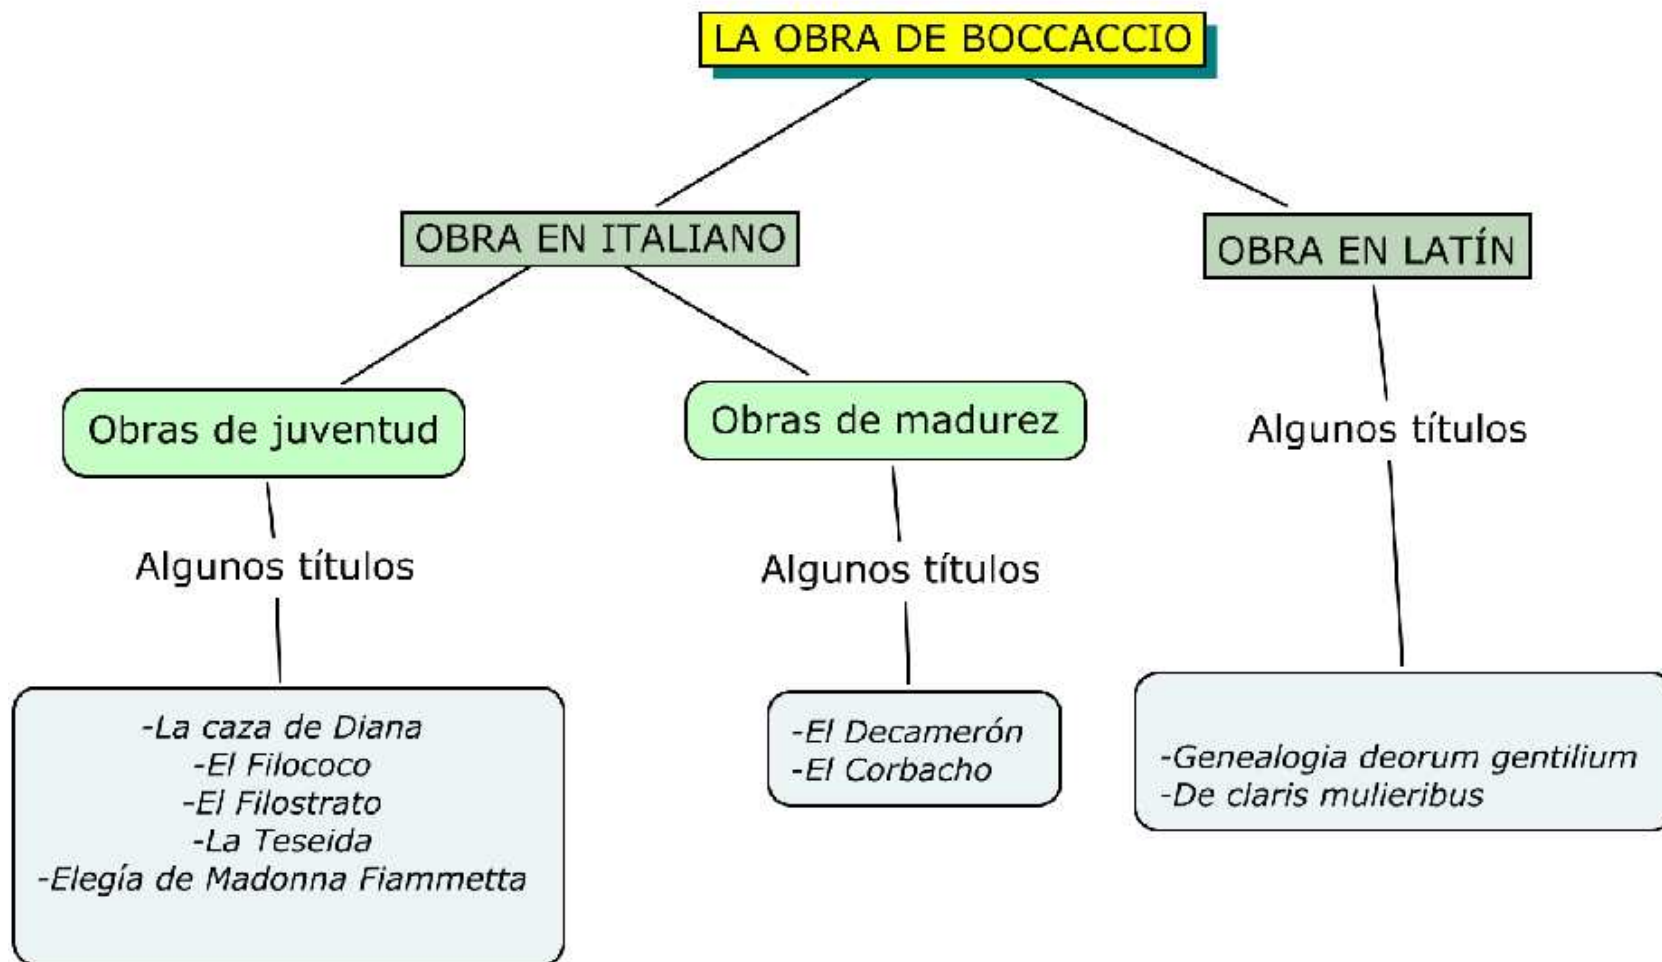 LA OBRA DE BOCCACCIO
OBRA EN ITALIANO
OBRA EN LATÍN
Obras de juventud
Obras de madurez
Algunos títulos
Algunos títulos
Algunos títulos
-La caza de Diana
-El Filococo
-El Filostrato
-La Teseida
-Elegía de Madonna Fiammetta
-El Decamerón
-El Corbacho
-Genealogia deorum gentilium
-De claris mulieribus